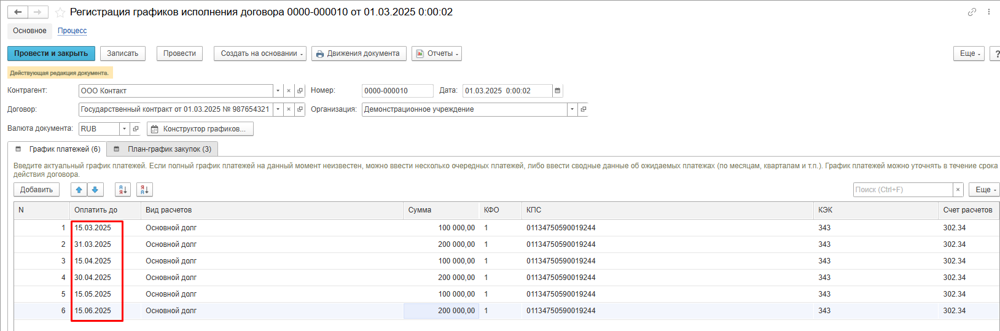 Регистрация графиков исполнения договора 0000-000010 от 01.03.2025 0:00:02
Основное Процесс
Провести и закрыть Записать Провести Создать на основании Движения документа Отчеты Еще ?
Действующая редакция документа.
Контрагент: ООО Контакт Номер: 0000-000010 Дата: 01.03.2025 0:00:02
Договор: Государственный контракт от 01.03.2025 № 987654321 Организация: Демонстрационное учреждение
Валюта документа: RUB Конструктор графиков...
График платежей (6) План-график закупок (3)
Введите актуальный график платежей. Если полный график платежей на данный момент неизвестен, можно ввести несколько очередных платежей, либо ввести сводные данные об ожидаемых платежах (по месяцам, кварталам и т.п.). График платежей можно уточнять в течение срока
действия договора.
Добавить Поиск (Ctrl+F) × Еще
N Оплатить до Вид расчетов Сумма КФО КПС КЭК Счет расчетов
1 15.03.2025 Основной долг 100 000,00 1 01134750590019244 343 302.34
2 31.03.2025 Основной долг 200 000,00 1 01134750590019244 343 302.34
3 15.04.2025 Основной долг 100 000,00 1 01134750590019244 343 302.34
4 30.04.2025 Основной долг 200 000,00 1 01134750590019244 343 302.34
5 15.05.2025 Основной долг 100 000,00 1 01134750590019244 343 302.34
6 15.06.2025 Основной долг 200 000,00 1 01134750590019244 343 302.34